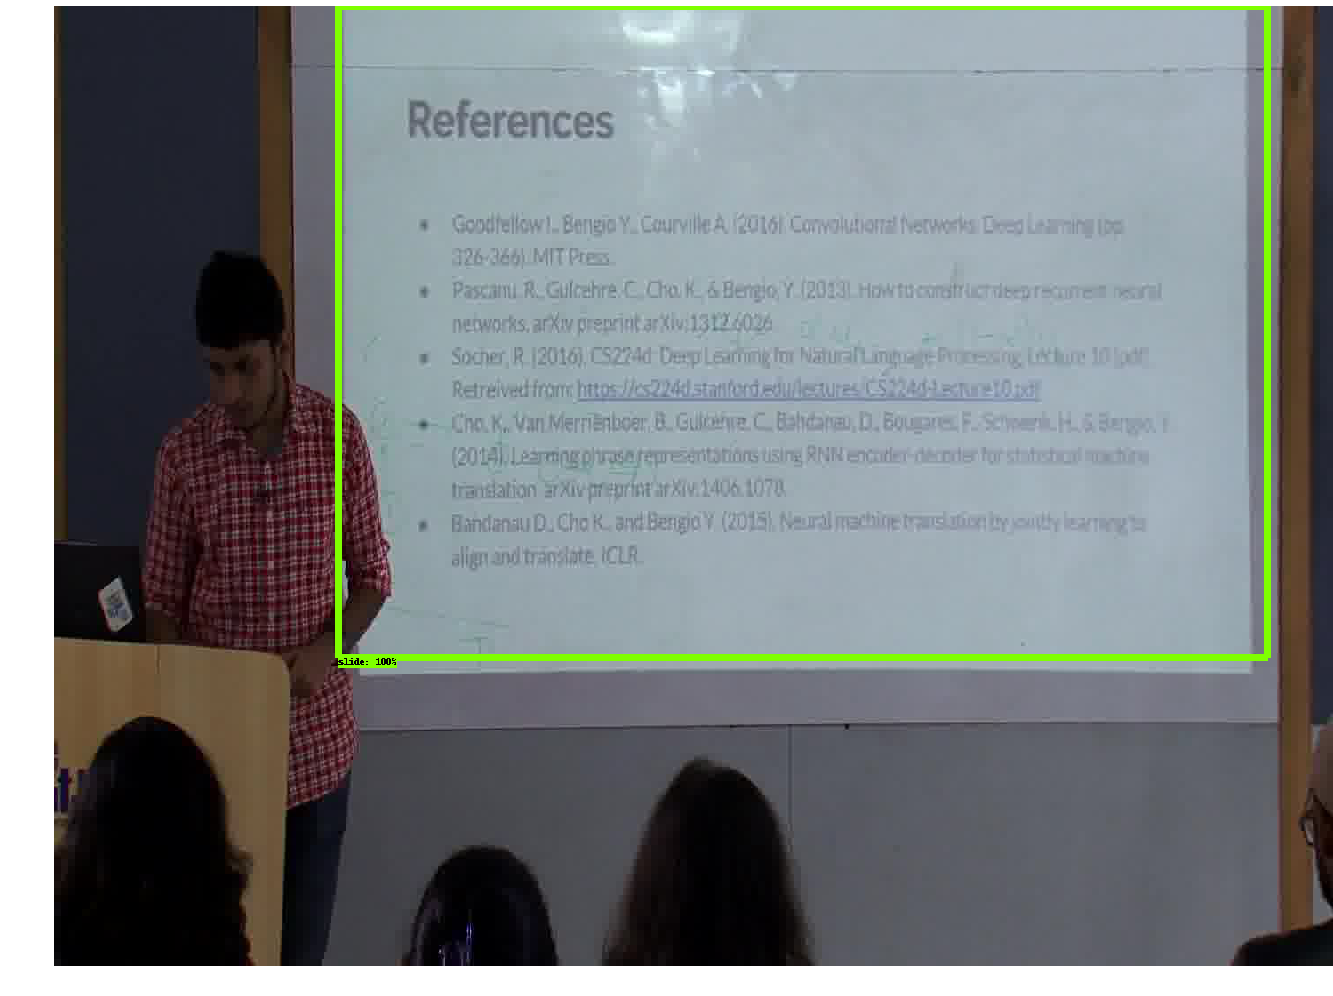 References
• Goodfellow I., Bengio Y., Courville A. (2016). Convolutional Networks. Deep Learning (pp.
326-366). MIT Press.
• Pascanu, R., Gulcehre, C., Cho, K., & Bengio, Y. (2013). How to construct deep recurrent neural
networks. arXiv preprint arXiv:1312.6026
• Socher, R. (2016). CS224d: Deep Learning for Natural Language Processing, Lecture 10 [pdf].
Retreived from: https://cs224d.stanford.edu/lectures/CS224d-Lecture10.pdf
• Cho, K., Van Merriënboer, B., Gulcehre, C., Bahdanau, D., Bougares, F., Schwenk, H., & Bengio, Y.
(2014). Learning phrase representations using RNN encoder-decoder for statistical machine
translation. arXiv preprint arXiv:1406.1078.
• Bahdanau D., Cho K., and Bengio Y. (2015). Neural machine translation by jointly learning to
align and translate. ICLR.
slide: 100%